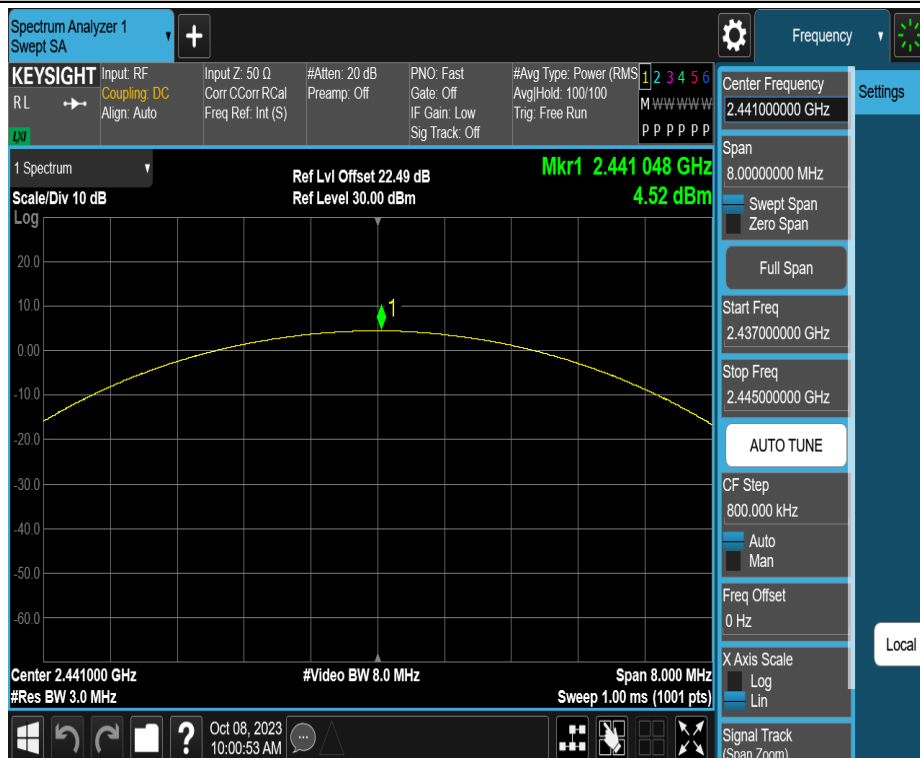 Spectrum Analyzer 1
Swept SA
Frequency
KEYSIGHT
RL
LXI
Input: RF
Coupling: DC
Align: Auto
Input Z: 50 Ω
Corr CCorr RCal
Freq Ref: Int (S)
#Atten: 20 dB
Preamp: Off
PNO: Fast
Gate: Off
IF Gain: Low
Sig Track: Off
#Avg Type: Power (RMS
Avg|Hold: 100/100
Trig: Free Run
1 2 3 4 5 6
M W W W W W
P P P P P P
1 Spectrum
Scale/Div 10 dB
Log
Ref Lvl Offset 22.49 dB
Ref Level 30.00 dBm
Mkr1 2.441 048 GHz
4.52 dBm
1
20.0
10.0
0.00
-10.0
-20.0
-30.0
-40.0
-50.0
-60.0
Center 2.441000 GHz
#Res BW 3.0 MHz
#Video BW 8.0 MHz
Span 8.000 MHz
Sweep 1.00 ms (1001 pts)
?
Oct 08, 2023
10:00:53 AM
Center Frequency
2.441000000 GHz
Span
8.00000000 MHz
Swept Span
Zero Span
Full Span
Start Freq
2.437000000 GHz
Stop Freq
2.445000000 GHz
AUTO TUNE
CF Step
800.000 kHz
Auto
Man
Freq Offset
0 Hz
X Axis Scale
Log
Lin
Signal Track
(Span Zoom)
Settings
Local